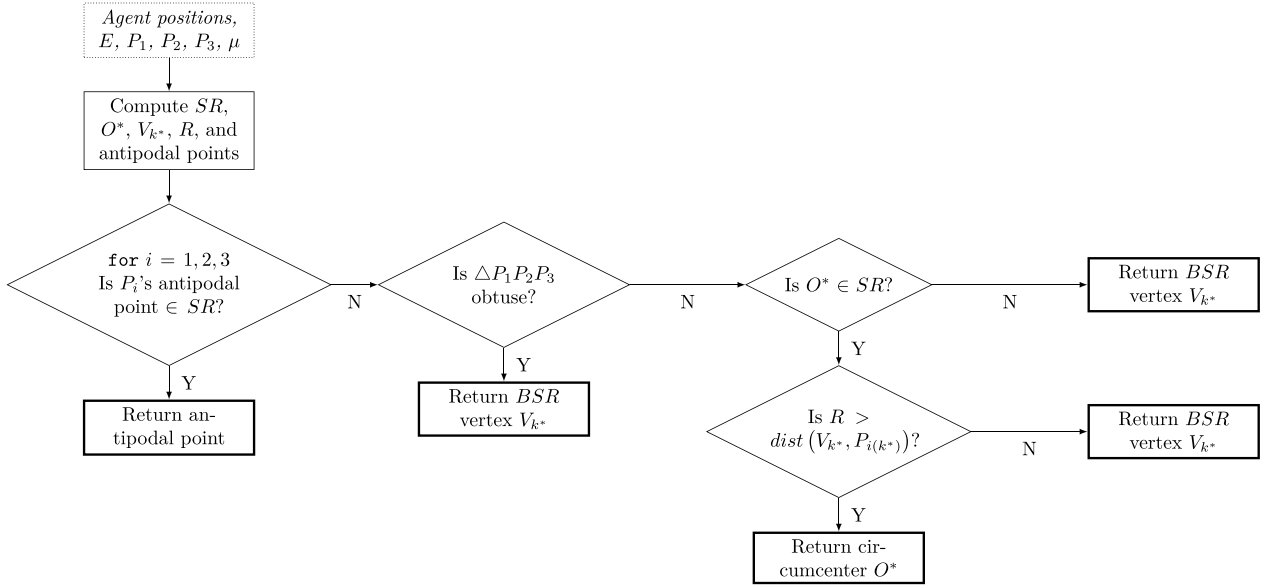 Agent positions,
E, P₁, P₂, P₃, μ
Compute SR,
O*, Vₖ*, R, and
antipodal points
for i = 1, 2, 3
Is Pᵢ's antipodal
point ∈ SR?
N
Y
Return an-
tipodal point
Is △P₁P₂P₃
obtuse?
N
Y
Return BSR
vertex Vₖ*
Is O* ∈ SR?
N
Return BSR
vertex Vₖ*
Y
Is R >
dist(Vₖ*, Pᵢ₍ₖ*₎)?
N
Return BSR
vertex Vₖ*
Y
Return cir-
cumcenter O*